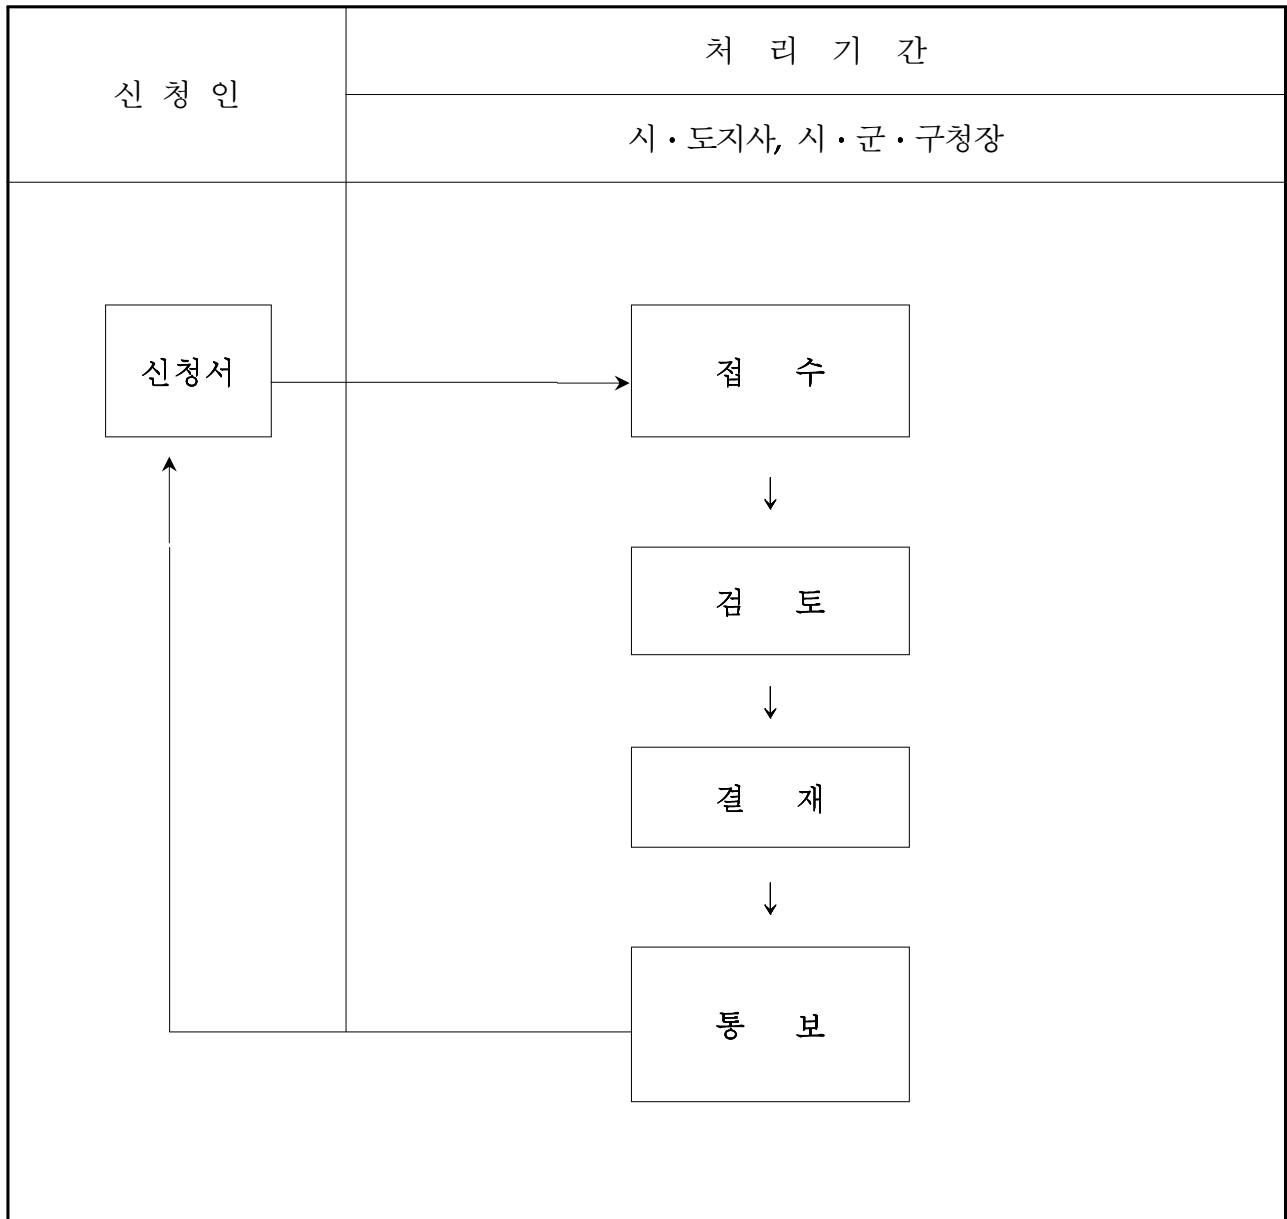 처 리 기 간
신 청 인
시·도지사, 시·군·구청장
신청서
접 수
↓
검 토
↓
결 재
↓
통 보